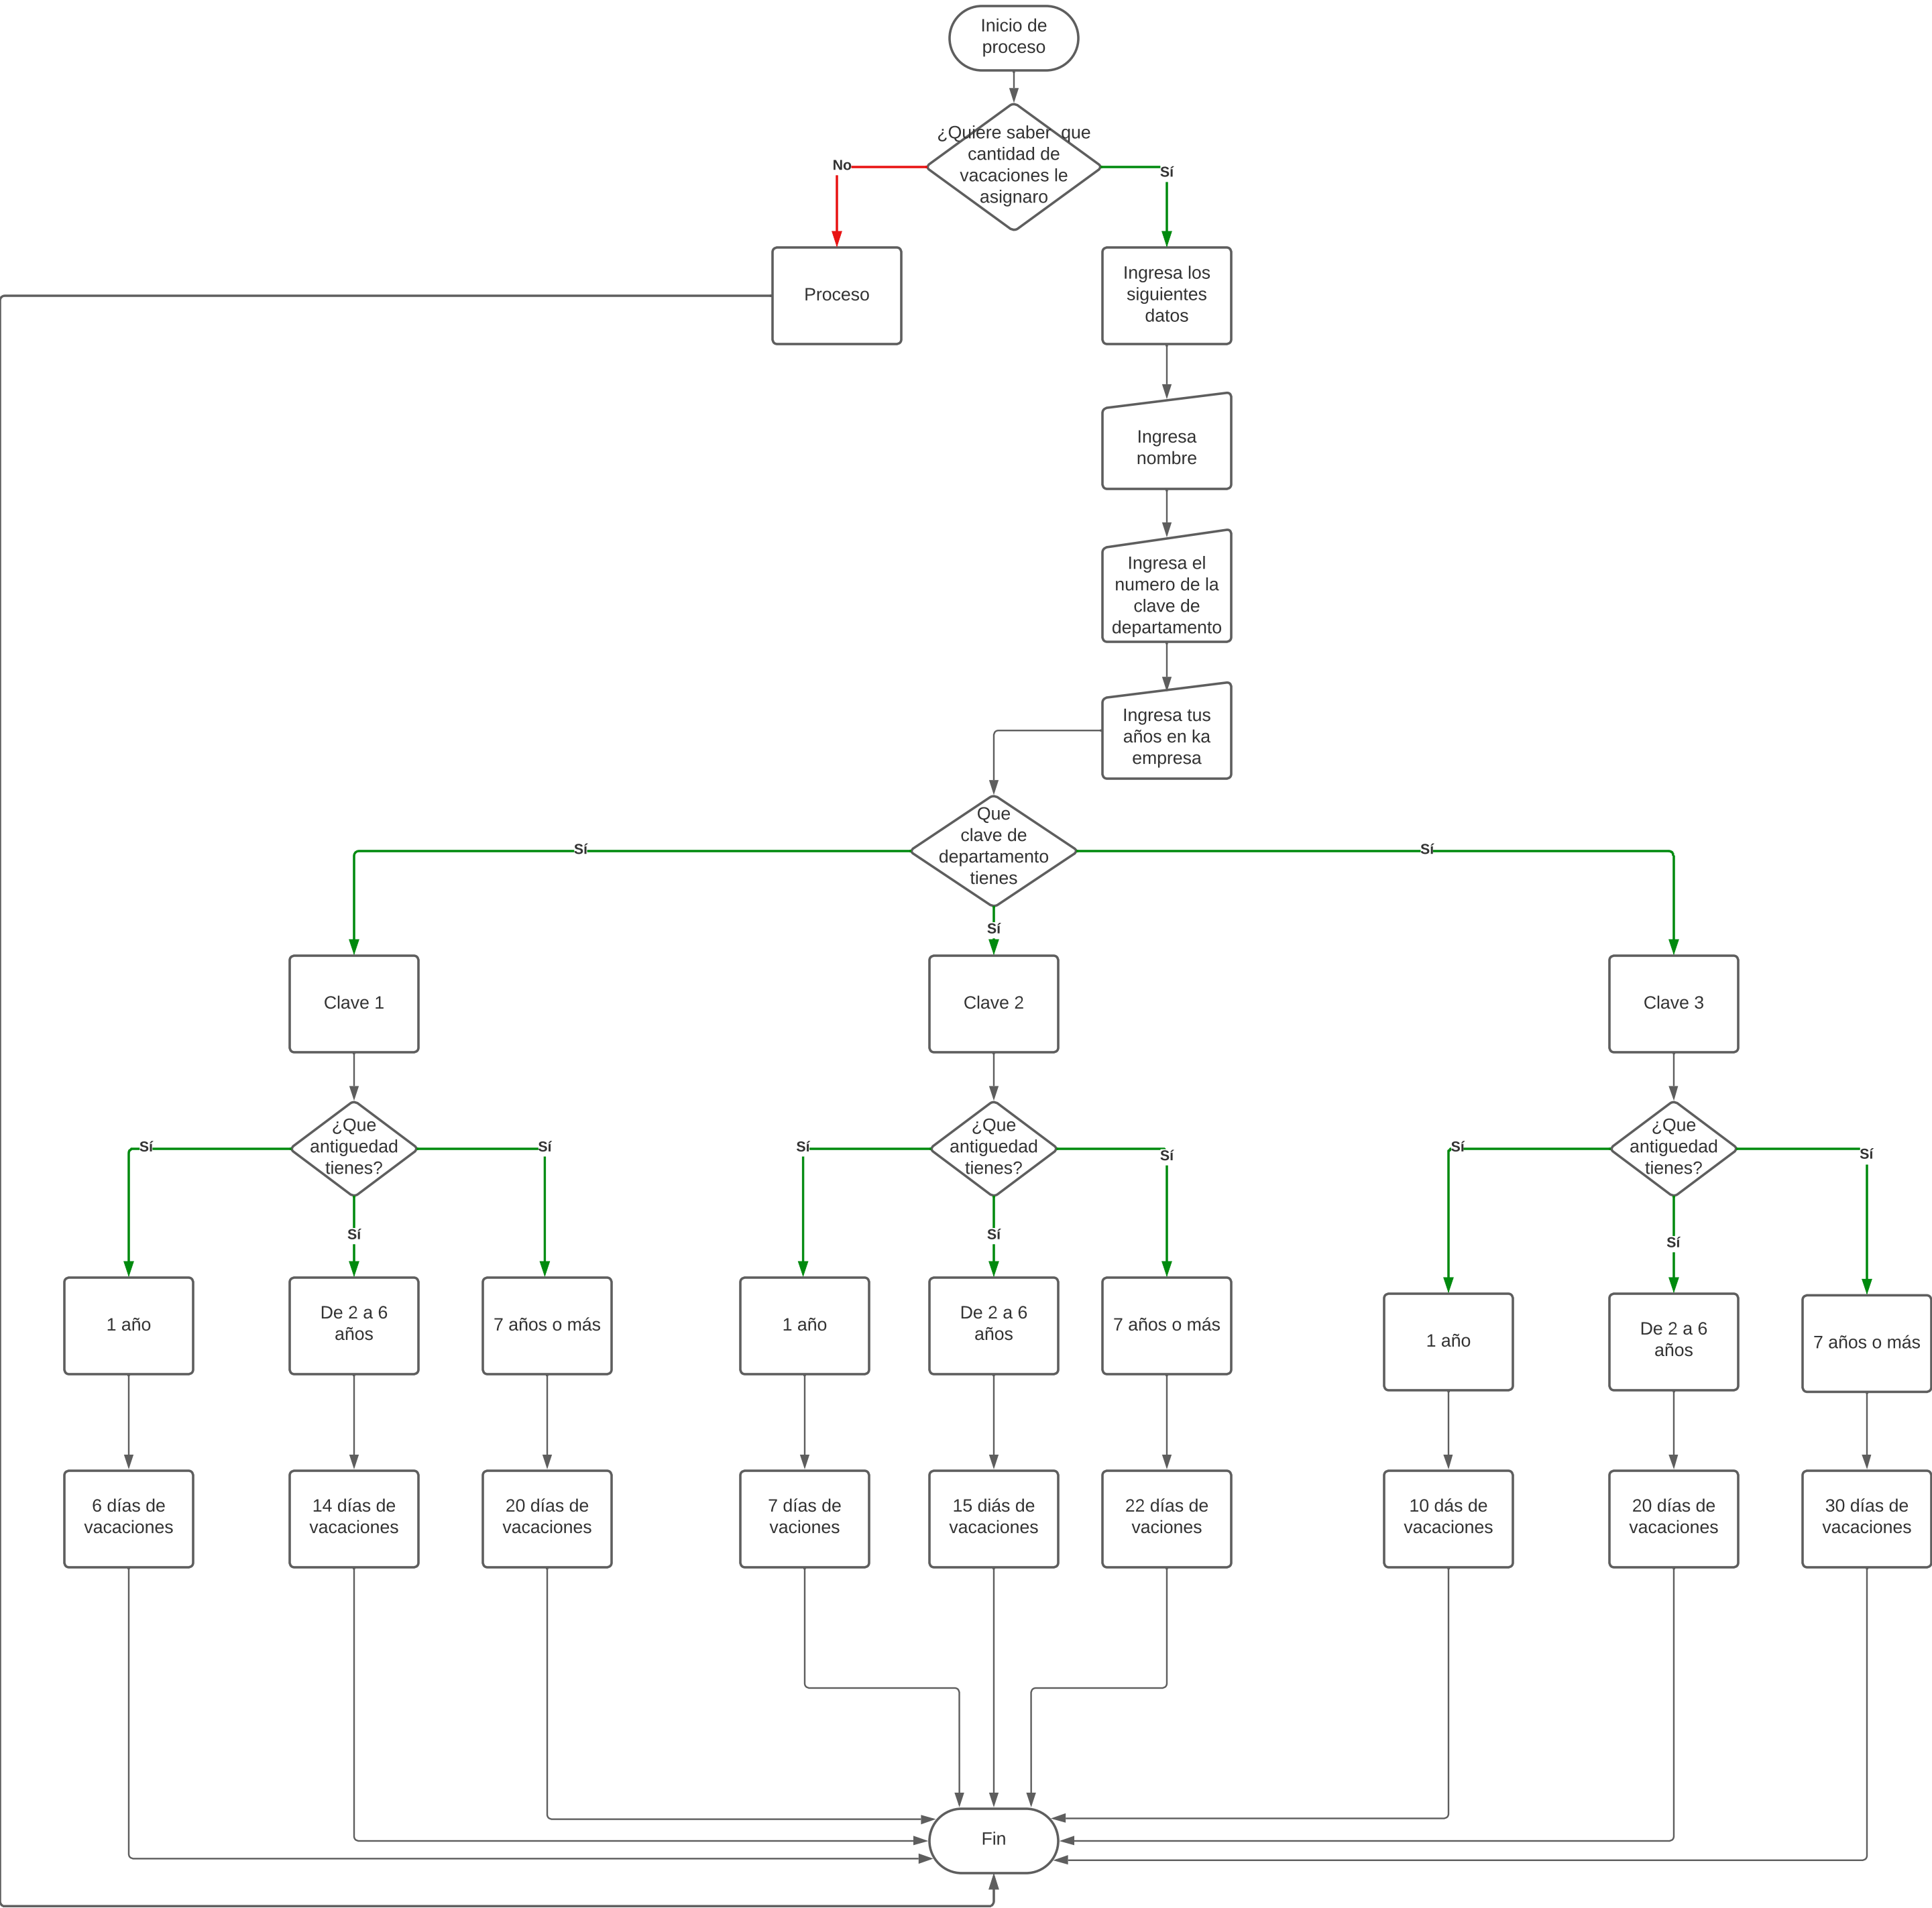 Inicio de
proceso
¿Quiere saber  que
cantidad de
vacaciones le
asignaro
No
Sí
Proceso
Ingresa los
siguientes
datos
Ingresa
nombre
Ingresa el
numero de la
clave de
departamento
Ingresa tus
años en ka
empresa
Que
clave de
departamento
tienes
Sí
Sí
Sí
Clave 1
Clave 2
Clave 3
¿Que
antiguedad
tienes?
Sí
Sí
Sí
¿Que
antiguedad
tienes?
Sí
Sí
Sí
¿Que
antiguedad
tienes?
Sí
Sí
Sí
1 año
De 2 a 6
años
7 años o más
1 año
De 2 a 6
años
7 años o más
1 año
De 2 a 6
años
7 años o más
6 días de
vacaciones
14 días de
vacaciones
20 días de
vacaciones
7 días de
vaciones
15 diás de
vacaciones
22 días de
vaciones
10 dás de
vacaciones
20 días de
vacaciones
30 días de
vacaciones
Fin